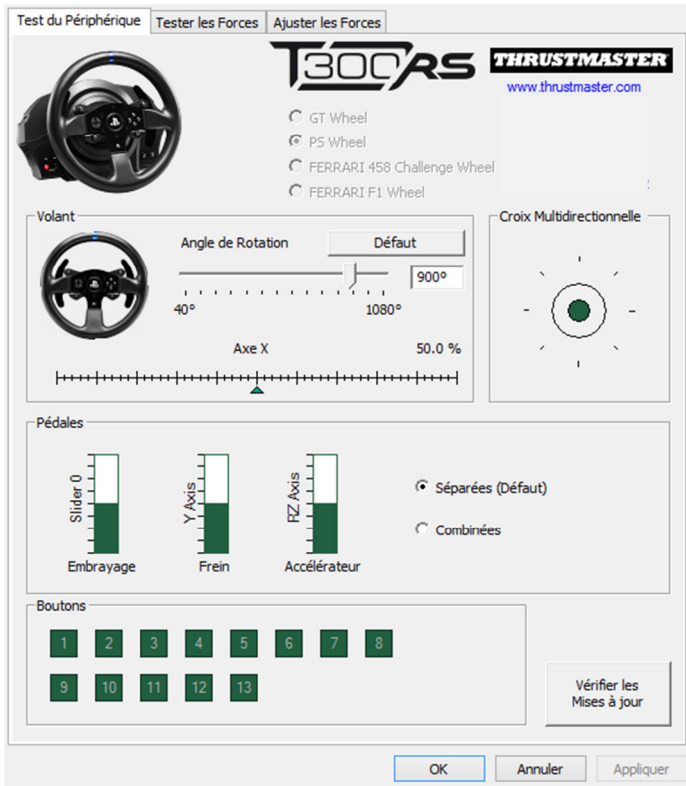 Test du Périphérique
Tester les Forces
Ajuster les Forces
T300RS
THRUSTMASTER
www.thrustmaster.com
GT Wheel
PS Wheel
FERRARI 458 Challenge Wheel
FERRARI F1 Wheel
Volant
Angle de Rotation
Défaut
900°
40°
1080°
Axe X
50.0 %
Croix Multidirectionnelle
Pédales
Slider 0
Y Axis
RZ Axis
Embrayage
Frein
Accélérateur
Séparées (Défaut)
Combinées
Boutons
1 2 3 4 5 6 7 8
9 10 11 12 13
Vérifier les
Mises à jour
OK
Annuler
Appliquer